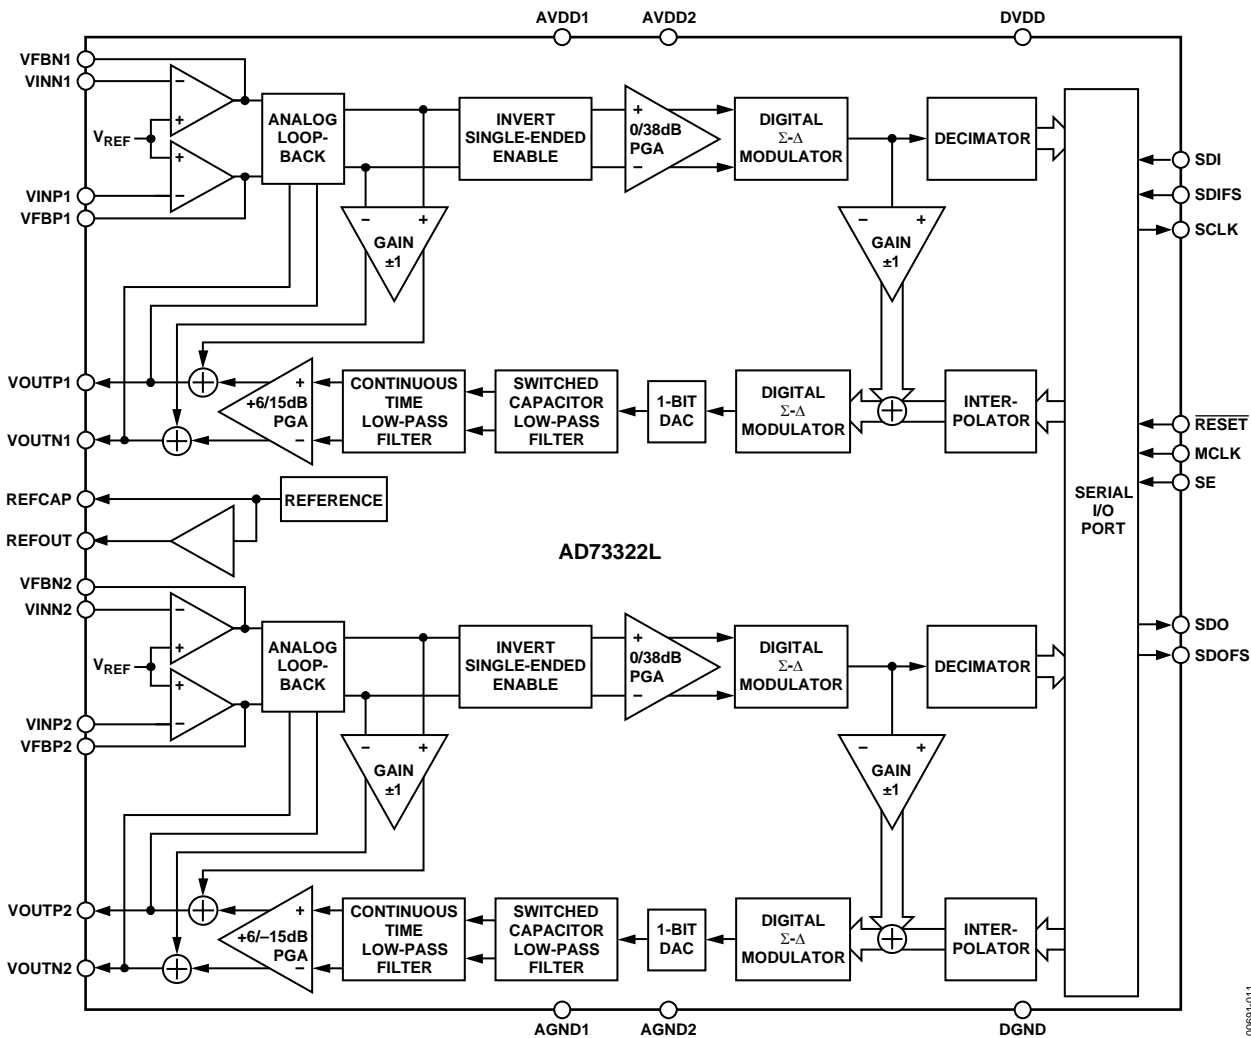 AVDD1 AVDD2 DVDD
VFBN1
VINN1
VREF
VINP1
VFBP1
−
+
+
−
ANALOG
LOOP-
BACK
INVERT
SINGLE-ENDED
ENABLE
+
0/38dB
PGA
−
DIGITAL
Σ-Δ
MODULATOR
DECIMATOR
SDI
SDIFS
SCLK
− +
GAIN
±1
− +
GAIN
±1
VOUTP1
VOUTN1
+
+
+
+6/15dB
PGA
−
CONTINUOUS
TIME
LOW-PASS
FILTER
SWITCHED
CAPACITOR
LOW-PASS
FILTER
1-BIT
DAC
DIGITAL
Σ-Δ
MODULATOR
+
INTER-
POLATOR
RESET
MCLK
SE
SERIAL
I/O
PORT
REFCAP
REFERENCE
REFOUT
AD73322L
VFBN2
VINN2
VREF
VINP2
VFBP2
−
+
+
−
ANALOG
LOOP-
BACK
INVERT
SINGLE-ENDED
ENABLE
+
0/38dB
PGA
−
DIGITAL
Σ-Δ
MODULATOR
DECIMATOR
SDO
SDOFS
− +
GAIN
±1
− +
GAIN
±1
VOUTP2
VOUTN2
+
+
+
+6/−15dB
PGA
−
CONTINUOUS
TIME
LOW-PASS
FILTER
SWITCHED
CAPACITOR
LOW-PASS
FILTER
1-BIT
DAC
DIGITAL
Σ-Δ
MODULATOR
+
INTER-
POLATOR
AGND1 AGND2 DGND
00691-011